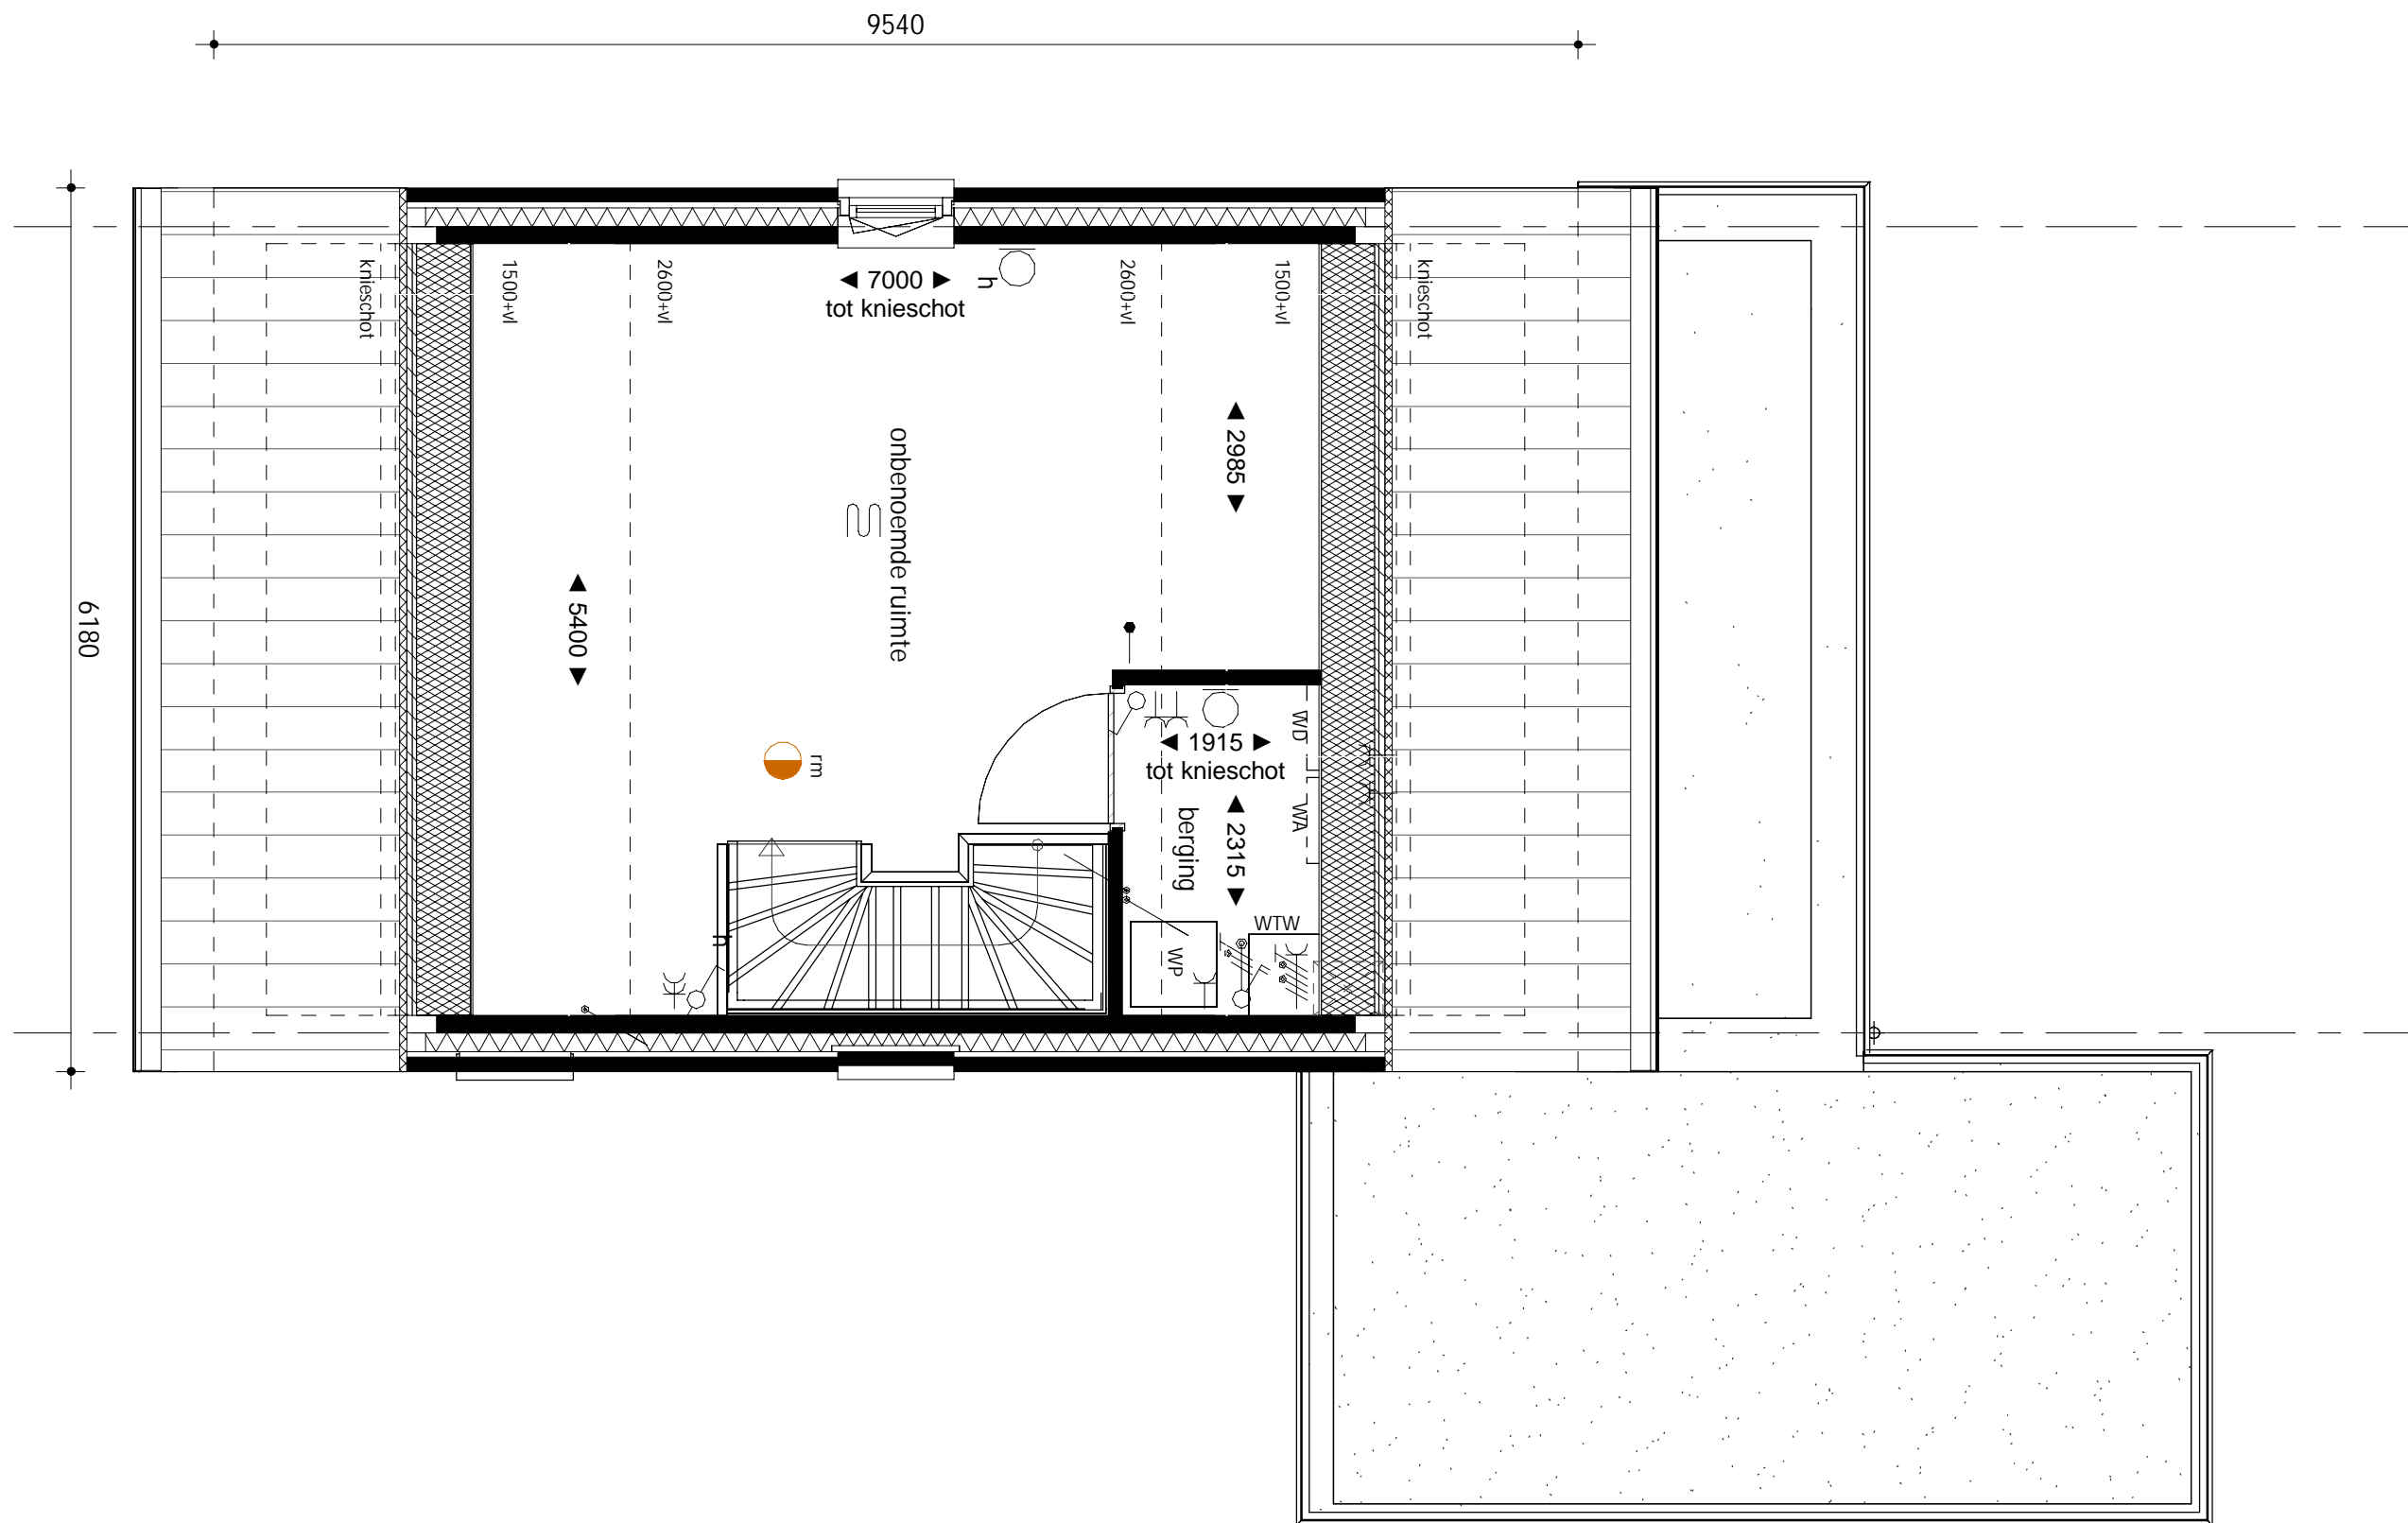 9540
6180
knieschot
1500+vl
2600+vl
◄ 7000 ►
tot knieschot
h
2600+vl
1500+vl
knieschot
◄ 2985 ►
onbenoemde ruimte
◄ 5400 ►
rm
WD
◄ 1915 ►
tot knieschot
WA
berging
◄ 2315 ►
WTW
WP
h